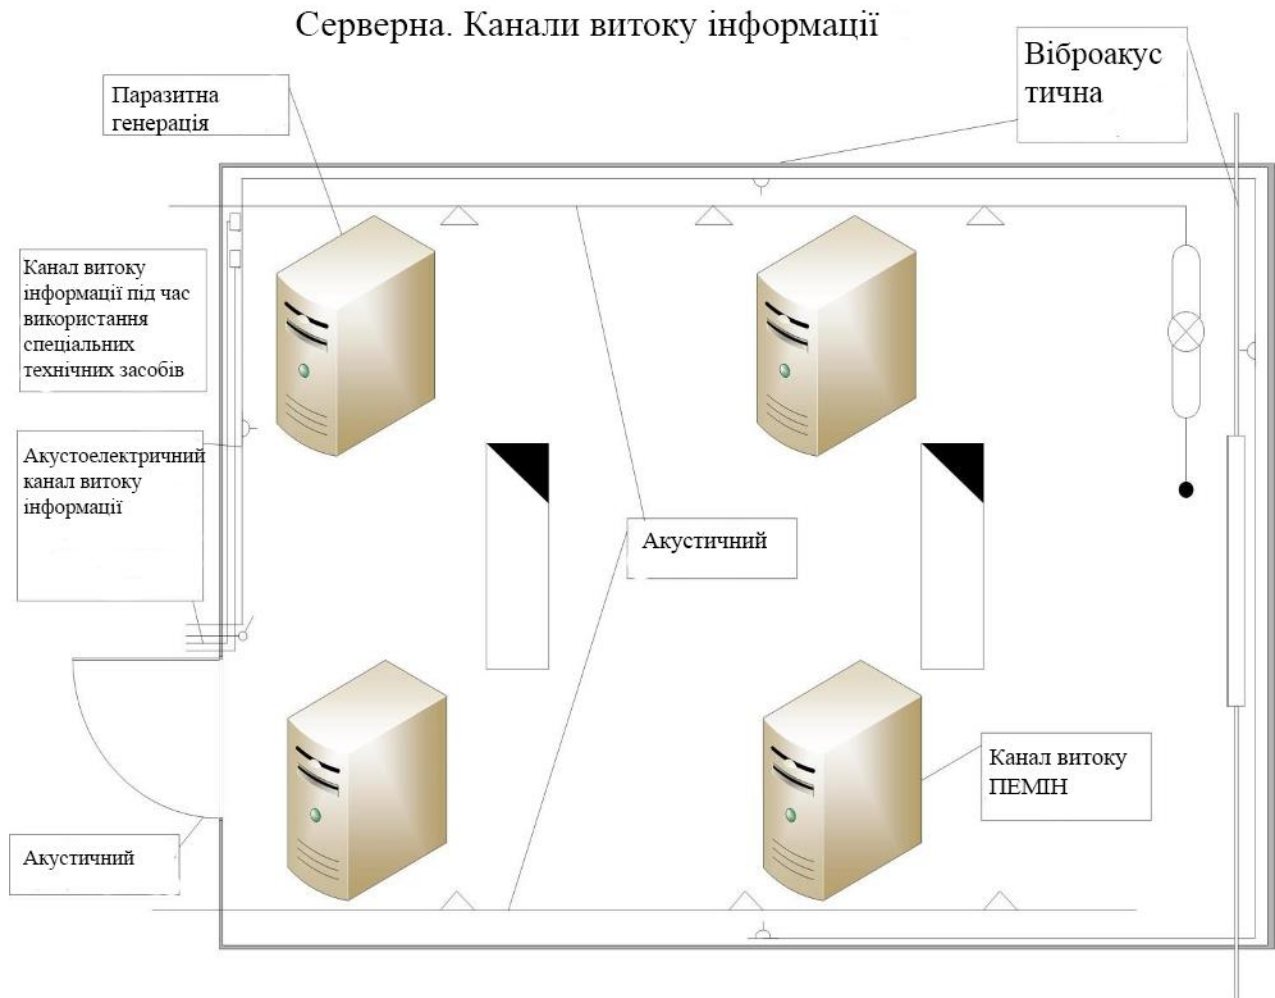 Серверна. Канали витоку інформації
Віброакус
тична
Паразитна
генерація
Канал витоку
інформації під час
використання
спеціальних
технічних засобів
Акустоелектричний
канал витоку
інформації
Акустичний
Канал витоку
ПЕМІН
Акустичний